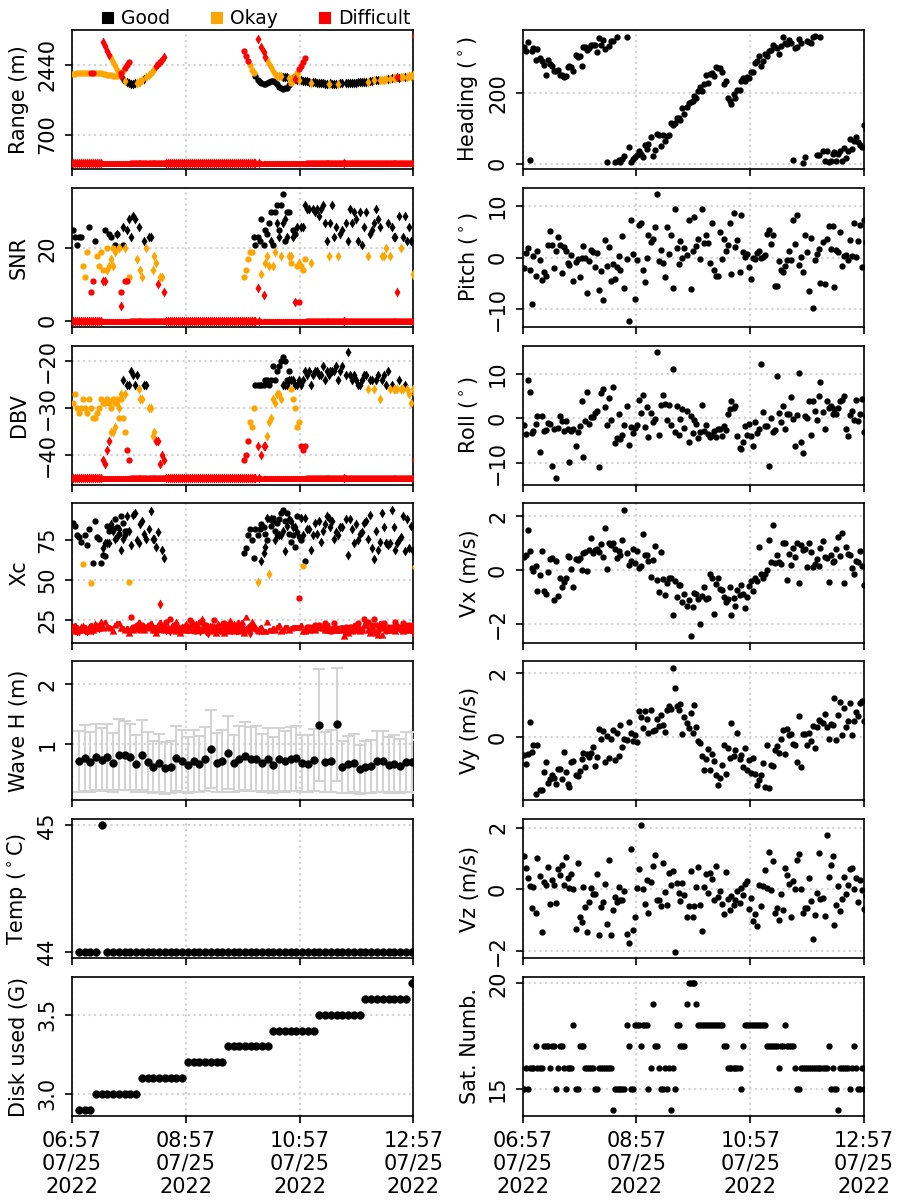 Good Okay Difficult
Range (m)
2440
700
Heading (°)
200
0
SNR
20
0
Pitch (°)
10
0
−10
DBV
−20
−30
−40
Roll (°)
10
0
−10
Xc
75
50
25
Vx (m/s)
2
0
−2
Wave H (m)
2
1
Vy (m/s)
2
0
Temp (°C)
45
44
Vz (m/s)
2
0
−2
Disk used (G)
3.5
3.0
Sat. Numb.
20
15
06:57 08:57 10:57 12:57
07/25 07/25 07/25 07/25
2022 2022 2022 2022
06:57 08:57 10:57 12:57
07/25 07/25 07/25 07/25
2022 2022 2022 2022